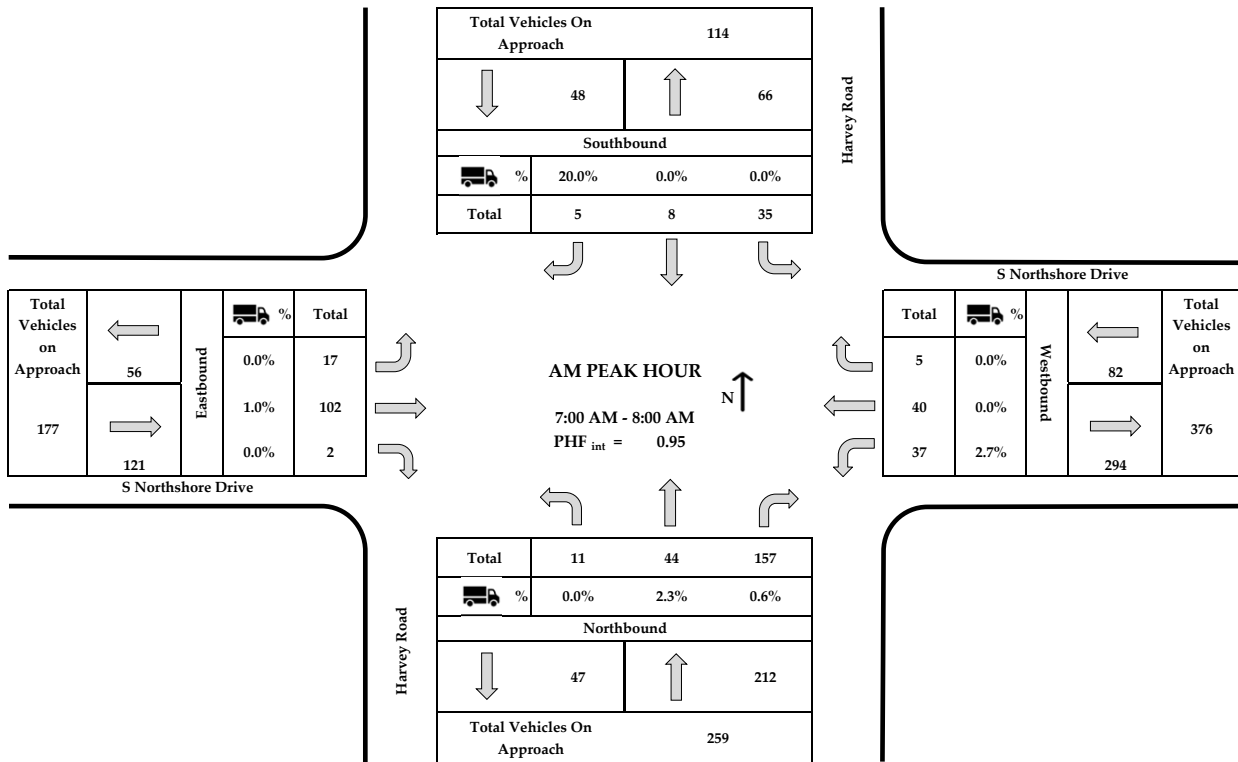 Total Vehicles On
Approach
114
48
66
Southbound
% 20.0% 0.0% 0.0%
Total 5 8 35
Harvey Road
S Northshore Drive
Total
Vehicles
on
Approach
177
56
121
Eastbound
% Total
0.0% 17
1.0% 102
0.0% 2
S Northshore Drive
AM PEAK HOUR
N
7:00 AM - 8:00 AM
PHF int = 0.95
Total %
5 0.0%
40 0.0%
37 2.7%
Westbound
82
294
Total
Vehicles
on
Approach
376
Harvey Road
Total 11 44 157
% 0.0% 2.3% 0.6%
Northbound
47
212
Total Vehicles On
Approach
259